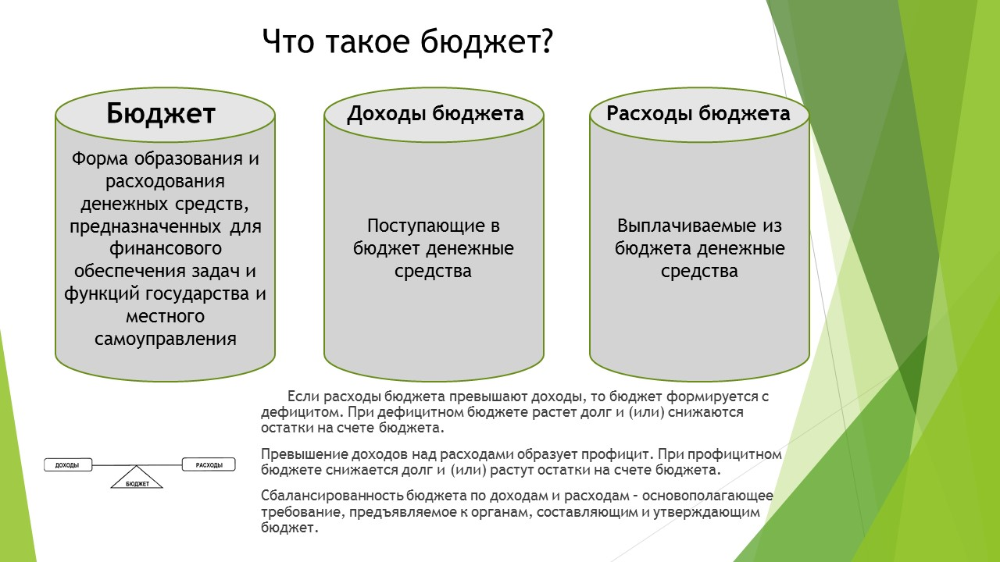 Что такое бюджет?
Бюджет
Форма образования и
расходования
денежных средств,
предназначенных для
финансового
обеспечения задач и
функций государства и
местного
самоуправления
Доходы бюджета
Поступающие в
бюджет денежные
средства
Расходы бюджета
Выплачиваемые из
бюджета денежные
средства
Если расходы бюджета превышают доходы, то бюджет формируется с
дефицитом. При дефицитном бюджете растет долг и (или) снижаются
остатки на счете бюджета.
Превышение доходов над расходами образует профицит. При профицитном
бюджете снижается долг и (или) растут остатки на счете бюджета.
Сбалансированность бюджета по доходам и расходам – основополагающее
требование, предъявляемое к органам, составляющим и утверждающим
бюджет.
ДОХОДЫ
РАСХОДЫ
БЮДЖЕТ